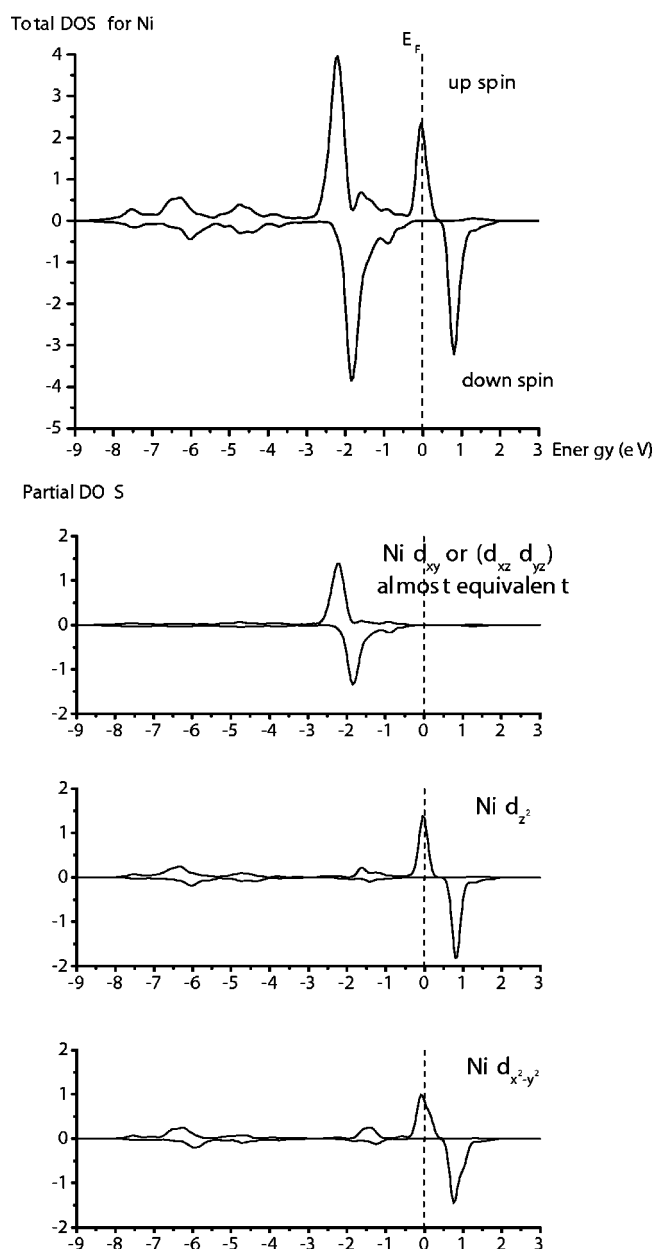 Total DOS for Ni
E_F
up spin
4
3
2
1
0
-1
-2
-3
-4
-5
down spin
-9 -8 -7 -6 -5 -4 -3 -2 -1 0 1 2 3 Energy (eV)
Partial DO S
Ni d_xy or (d_xz d_yz)
almost equivalent
2
1
0
-1
-2
-9 -8 -7 -6 -5 -4 -3 -2 -1 0 1 2 3
Ni d_z²
2
1
0
-1
-2
-9 -8 -7 -6 -5 -4 -3 -2 -1 0 1 2 3
Ni d_x²-y²
2
1
0
-1
-2
-9 -8 -7 -6 -5 -4 -3 -2 -1 0 1 2 3